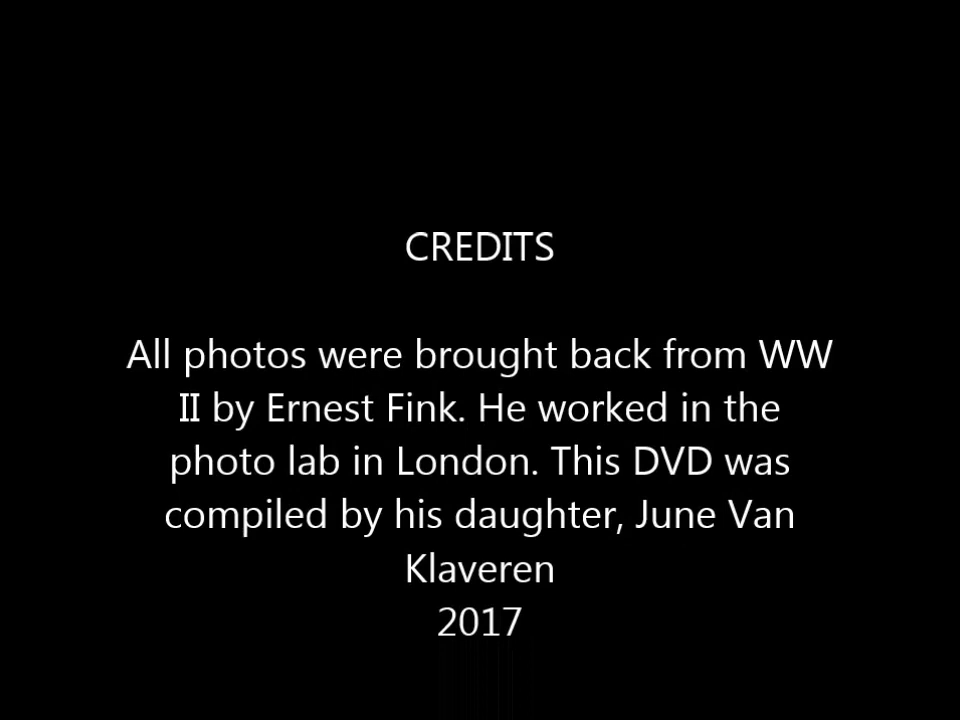 CREDITS
All photos were brought back from WW
II by Ernest Fink. He worked in the
photo lab in London. This DVD was
compiled by his daughter, June Van
Klaveren
2017